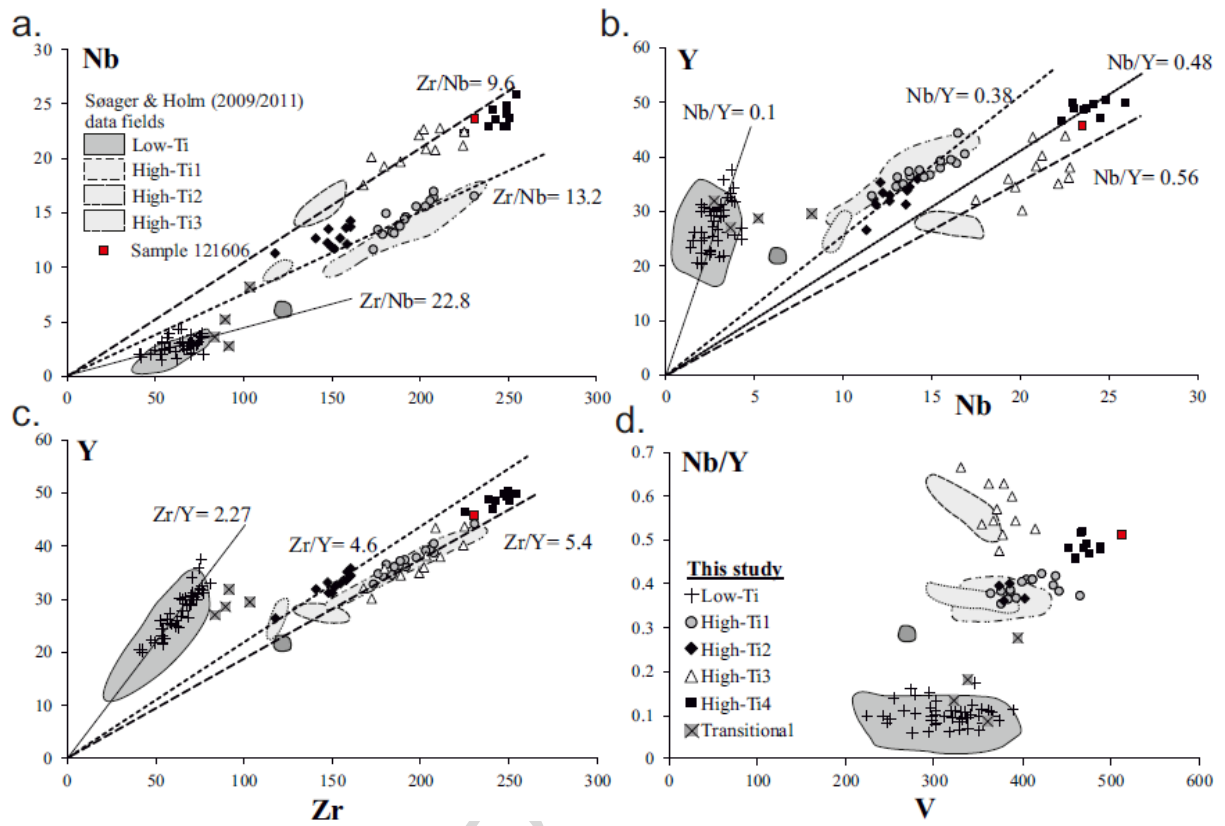 a.
Nb
30
25
20
15
10
5
0
0 50 100 150 200 250 300
Søager & Holm (2009/2011)
data fields
Low-Ti
High-Ti1
High-Ti2
High-Ti3
Sample 121606
Zr/Nb= 9.6
Zr/Nb= 13.2
Zr/Nb= 22.8
b.
Y
60
50
40
30
20
10
0
0 5 10 15 20 25 30
Nb
Nb/Y= 0.1
Nb/Y= 0.38
Nb/Y= 0.48
Nb/Y= 0.56
c.
Y
60
50
40
30
20
10
0
0 50 100 150 200 250 300
Zr
Zr/Y= 2.27
Zr/Y= 4.6
Zr/Y= 5.4
d.
Nb/Y
0.7
0.6
0.5
0.4
0.3
0.2
0.1
0
0 100 200 300 400 500 600
V
This study
Low-Ti
High-Ti1
High-Ti2
High-Ti3
High-Ti4
Transitional